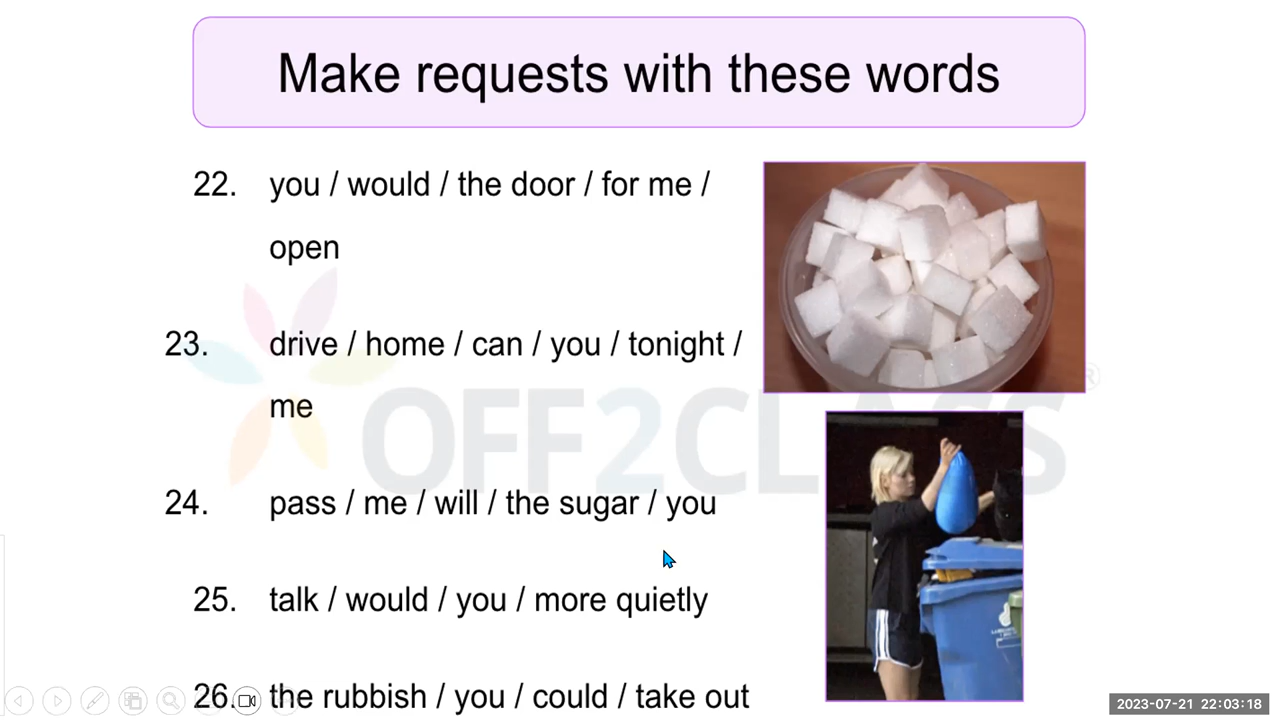 Make requests with these words
22. you / would / the door / for me /
open
23. drive / home / can / you / tonight /
me
24. pass / me / will / the sugar / you
25. talk / would / you / more quietly
26. the rubbish / you / could / take out
OFF2CLASS®
2023-07-21 22:03:18